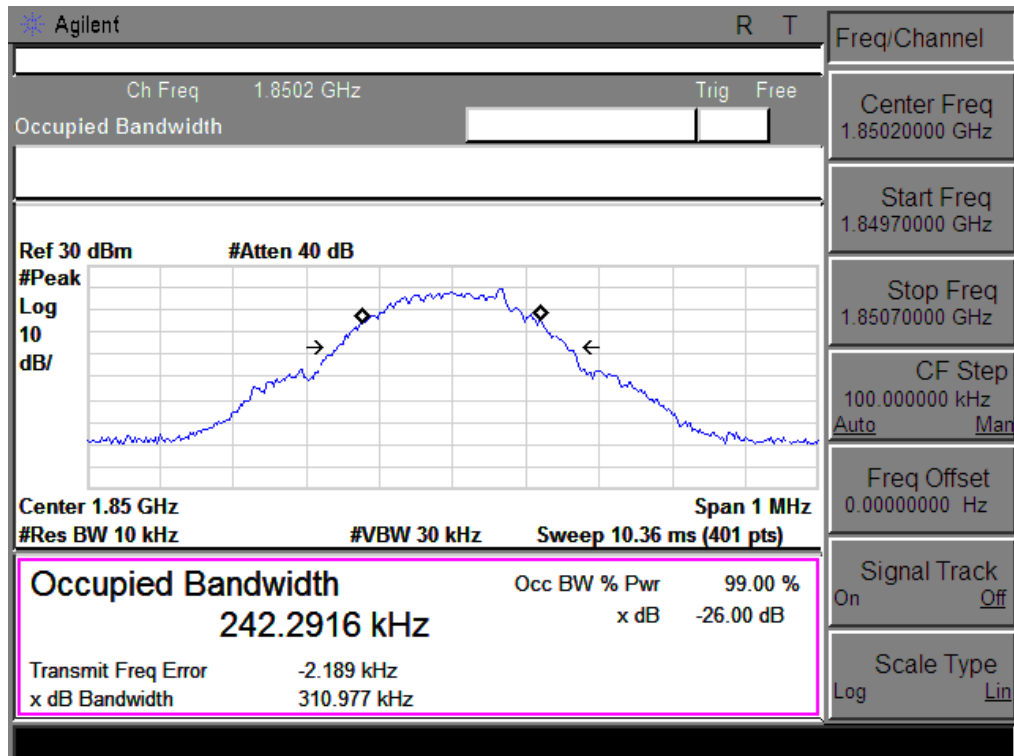 Agilent R T
Ch Freq 1.8502 GHz Trig Free
Occupied Bandwidth
Ref 30 dBm #Atten 40 dB
#Peak
Log
10
dB/
Center 1.85 GHz Span 1 MHz
#Res BW 10 kHz #VBW 30 kHz Sweep 10.36 ms (401 pts)
Occupied Bandwidth Occ BW % Pwr 99.00 %
242.2916 kHz x dB -26.00 dB
Transmit Freq Error -2.189 kHz
x dB Bandwidth 310.977 kHz
Freq/Channel
Center Freq
1.85020000 GHz
Start Freq
1.84970000 GHz
Stop Freq
1.85070000 GHz
CF Step
100.000000 kHz
Auto Man
Freq Offset
0.00000000 Hz
Signal Track
On Off
Scale Type
Log Lin